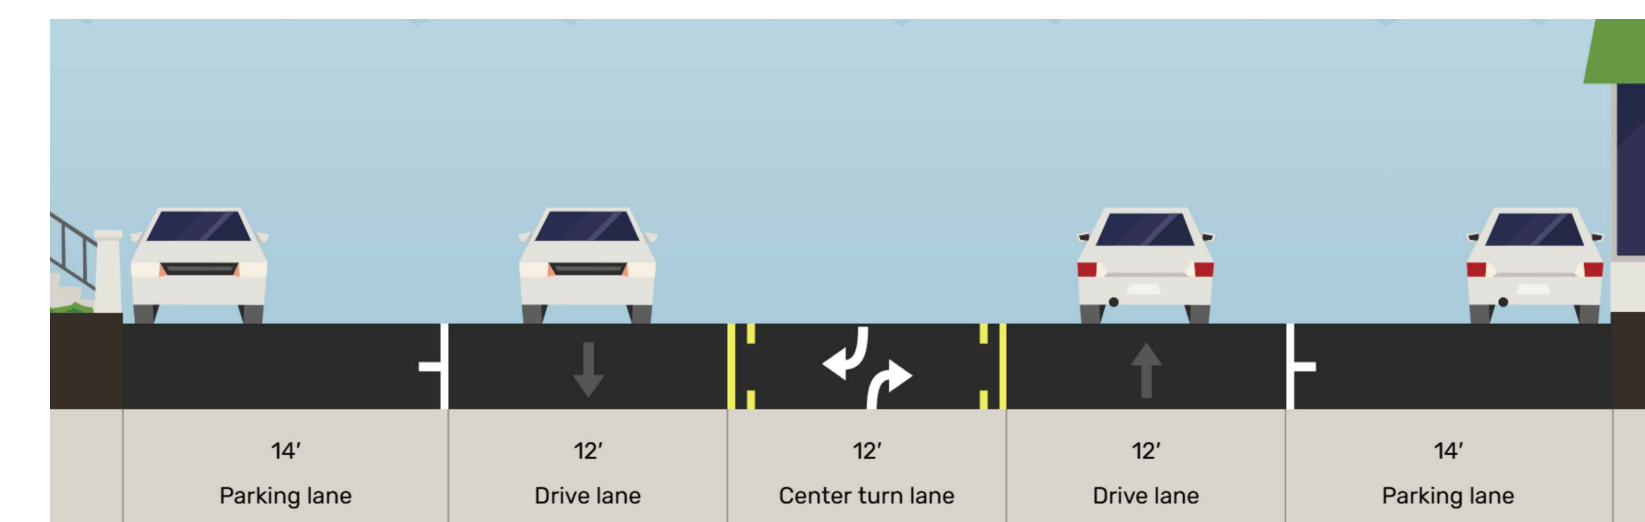 14′ 12′ 12′ 12′ 14′
Parking lane Drive lane Center turn lane Drive lane Parking lane